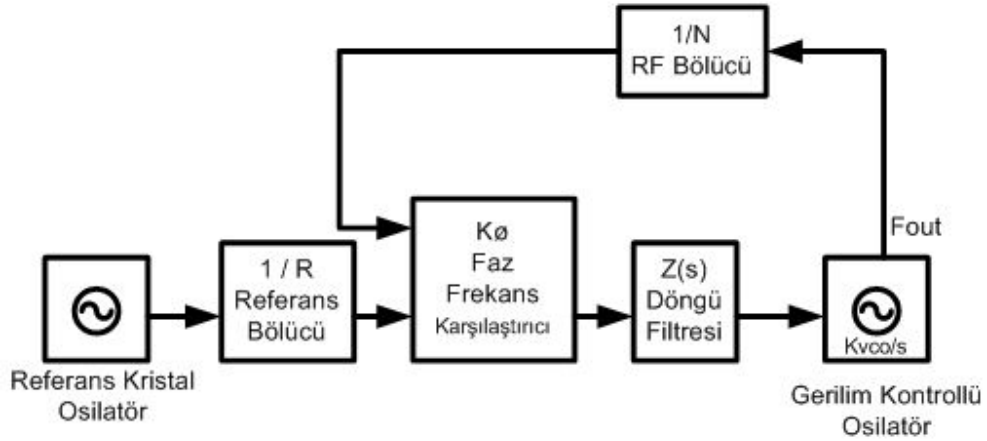 1/N
RF Bölücü
Fout
Kø
Faz
Frekans
Karşılaştırıcı
1 / R
Referans
Bölücü
Z(s)
Döngü
Filtresi
Kvco/s
Referans Kristal
Osilatör
Gerilim Kontrollü
Osilatör